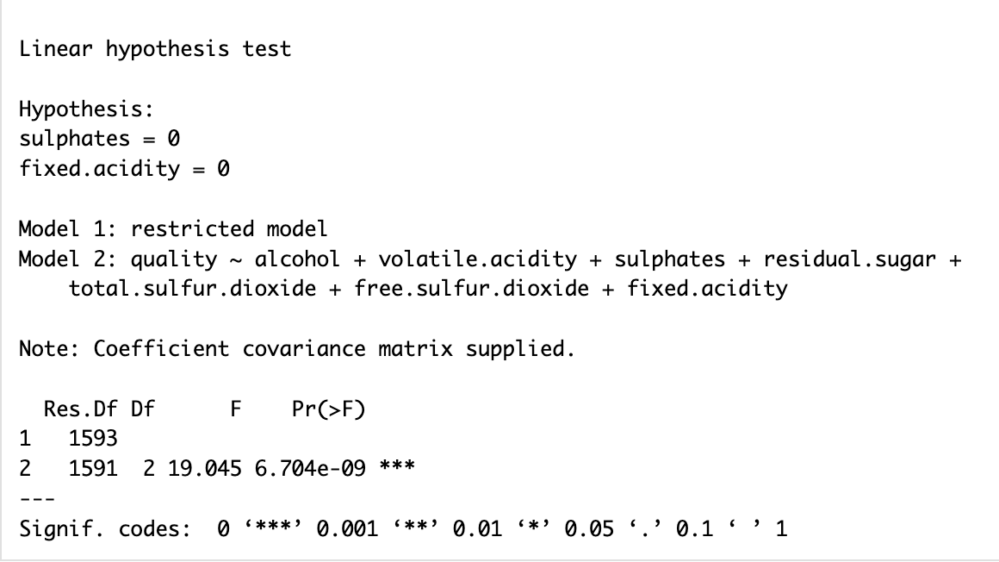 Linear hypothesis test
Hypothesis:
sulphates = 0
fixed.acidity = 0
Model 1: restricted model
Model 2: quality ~ alcohol + volatile.acidity + sulphates + residual.sugar +
    total.sulfur.dioxide + free.sulfur.dioxide + fixed.acidity
Note: Coefficient covariance matrix supplied.
  Res.Df Df      F    Pr(>F)
1   1593
2   1591  2 19.045 6.704e-09 ***
---
Signif. codes:  0 ‘***’ 0.001 ‘**’ 0.01 ‘*’ 0.05 ‘.’ 0.1 ‘ ’ 1